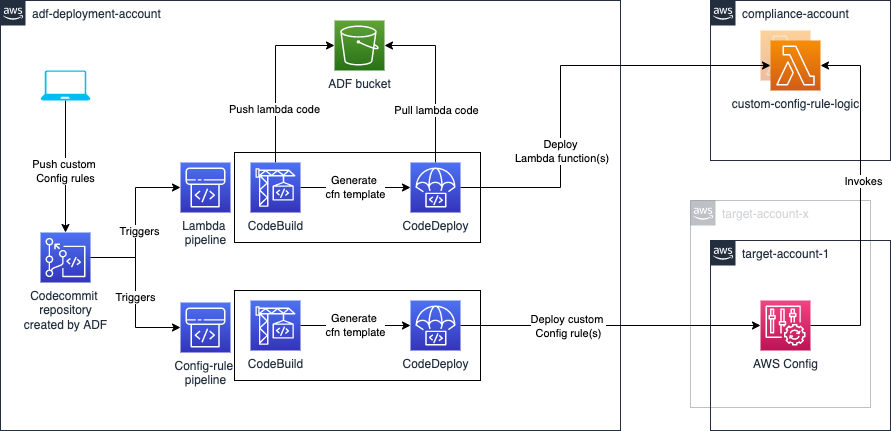 aws
adf-deployment-account
aws
compliance-account
ADF bucket
custom-config-rule-logic
Push lambda code
Pull lambda code
Push custom
Config rules
Deploy
Lambda function(s)
Generate
cfn template
Invokes
Lambda
pipeline
CodeBuild
CodeDeploy
Triggers
aws
target-account-x
aws
target-account-1
Codecommit
repository
created by ADF
Triggers
Generate
cfn template
Deploy custom
Config rule(s)
Config-rule
pipeline
CodeBuild
CodeDeploy
AWS Config